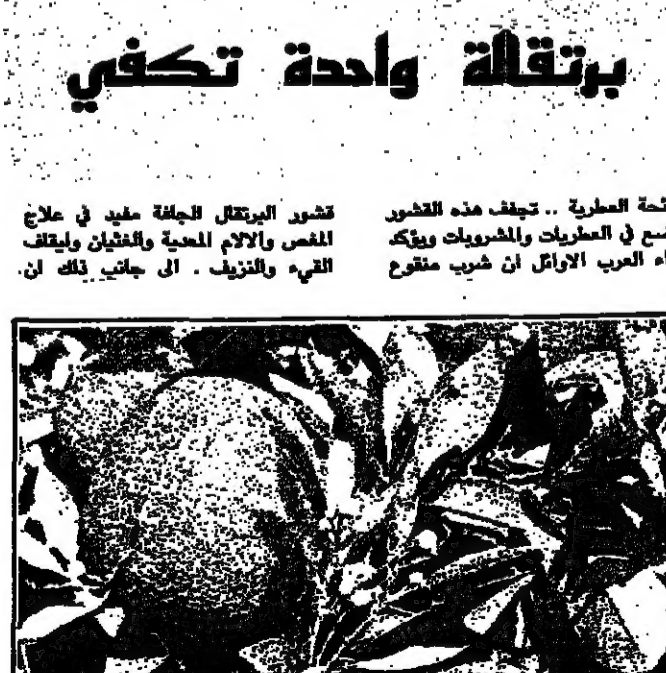 برتقالة واحدة تكفي
العطرية .. تجفف هذه القشور
في العطريات والمشروبات ويؤكد
العرب الاوائل ان شرب منقوع
قشور البرتقال الجافة مفيد في علاج
المغص والالام المعدية والغثيان وايقاف
القيء والنزيف . الى جانب ذلك ان.